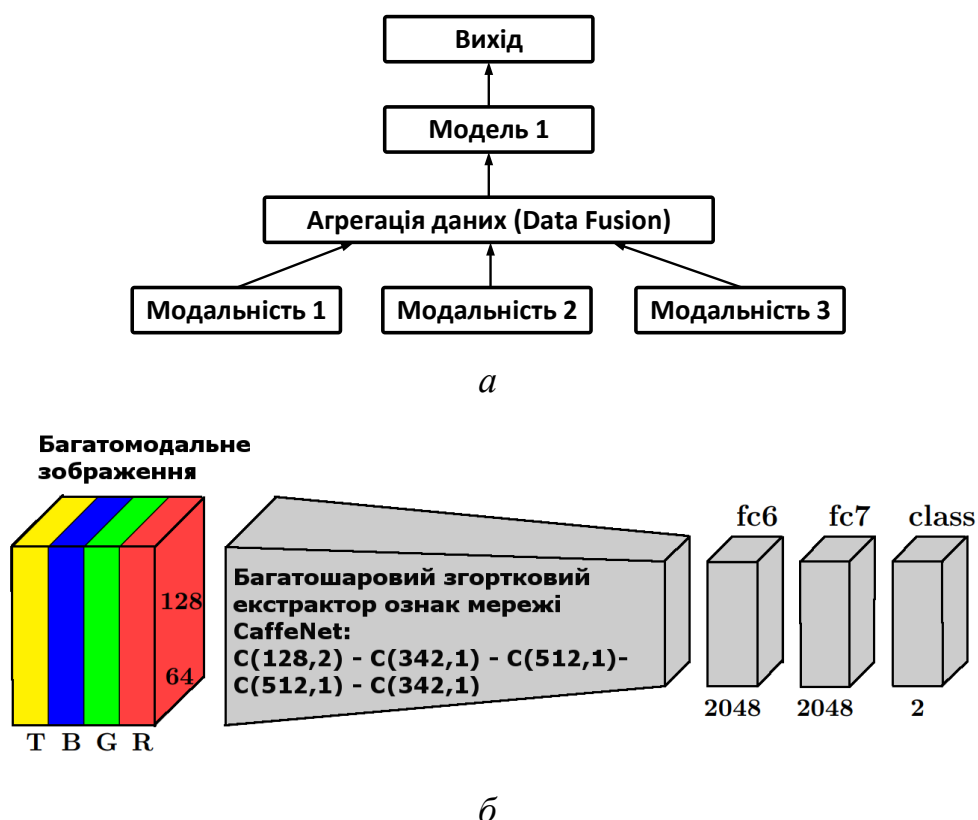 Вихід
Модель 1
Агрегація даних (Data Fusion)
Модальність 1
Модальність 2
Модальність 3
а
Багатомодальне
зображення
128
64
T B G R
Багатошаровий згортковий
екстрактор ознак мережі
CaffeNet:
C(128,2) - C(342,1) - C(512,1)-
C(512,1) - C(342,1)
fc6 fc7 class
2048 2048 2
б